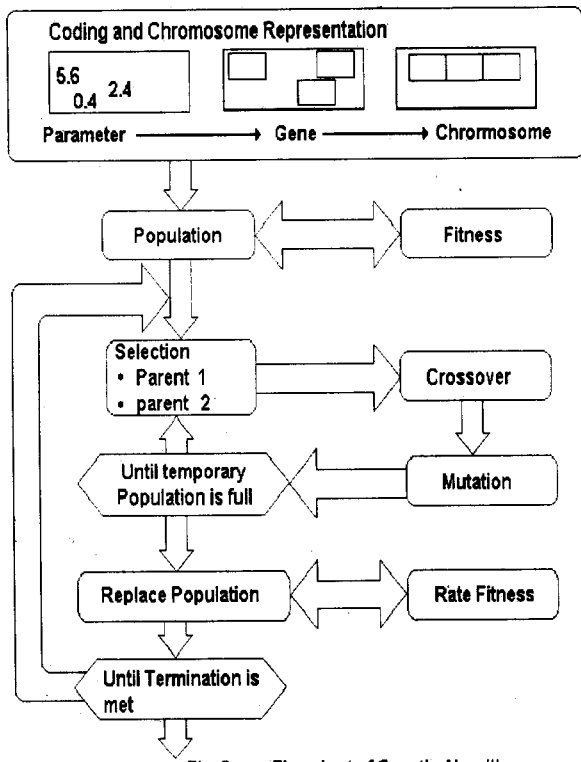 Coding and Chromosome Representation
5.6
0.4
2.4
Parameter
Gene
Chrormosome
Population
Fitness
Selection
• Parent 1
• parent 2
Crossover
Until temporary
Population is full
Mutation
Replace Population
Rate Fitness
Until Termination is
met